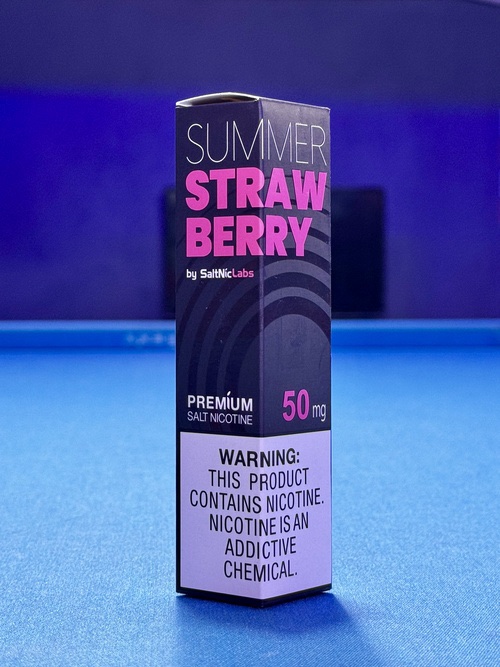 SUMMER
STRAW
BERRY
by SaltNicLabs
PREMÍUM
SALT NICOTINE
50 mg
WARNING:
THIS PRODUCT
CONTAINS NICOTINE.
NICOTINE IS AN
ADDICTIVE
CHEMICAL.